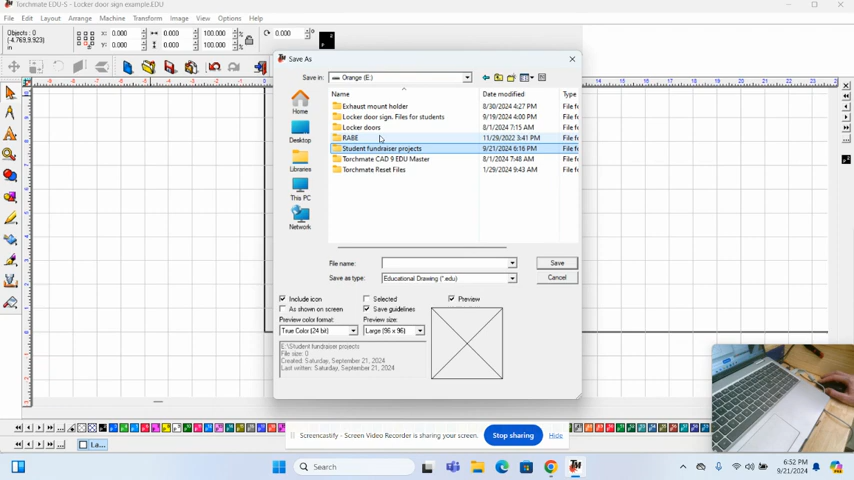 Torchmate EDU-S - Locker door sign example.EDU
File Edit Layout Arrange Machine Transform Image View Options Help
Objects : 0
(-4.769,9.923)
in
x: 0.000
y: 0.000
0.000
0.000
100.000 %
100.000 %
0.000
Save As
Save in: Orange (E:)
Name Date modified Type
Exhaust mount holder 8/30/2024 4:27 PM File f
Locker door sign. Files for students 9/19/2024 4:00 PM File f
Locker doors 8/1/2024 7:15 AM File f
RABE 11/29/2022 3:41 PM File f
Student fundraiser projects 9/21/2024 6:16 PM File f
Torchmate CAD 9 EDU Master 8/1/2024 7:48 AM File f
Torchmate Reset Files 1/29/2024 9:43 AM File f
Home
Desktop
Libraries
This PC
Network
File name: Save
Save as type: Educational Drawing (*.edu) Cancel
Include icon Selected Preview
As shown on screen Save guidelines
Preview color format: Preview size:
True Color (24 bit) Large (96 x 96)
E:\Student fundraiser projects
File size: 0
Created: Saturday, September 21, 2024
Last written: Saturday, September 21, 2024
La...
Screencastify - Screen Video Recorder is sharing your screen. Stop sharing Hide
Search
6:52 PM
9/21/2024